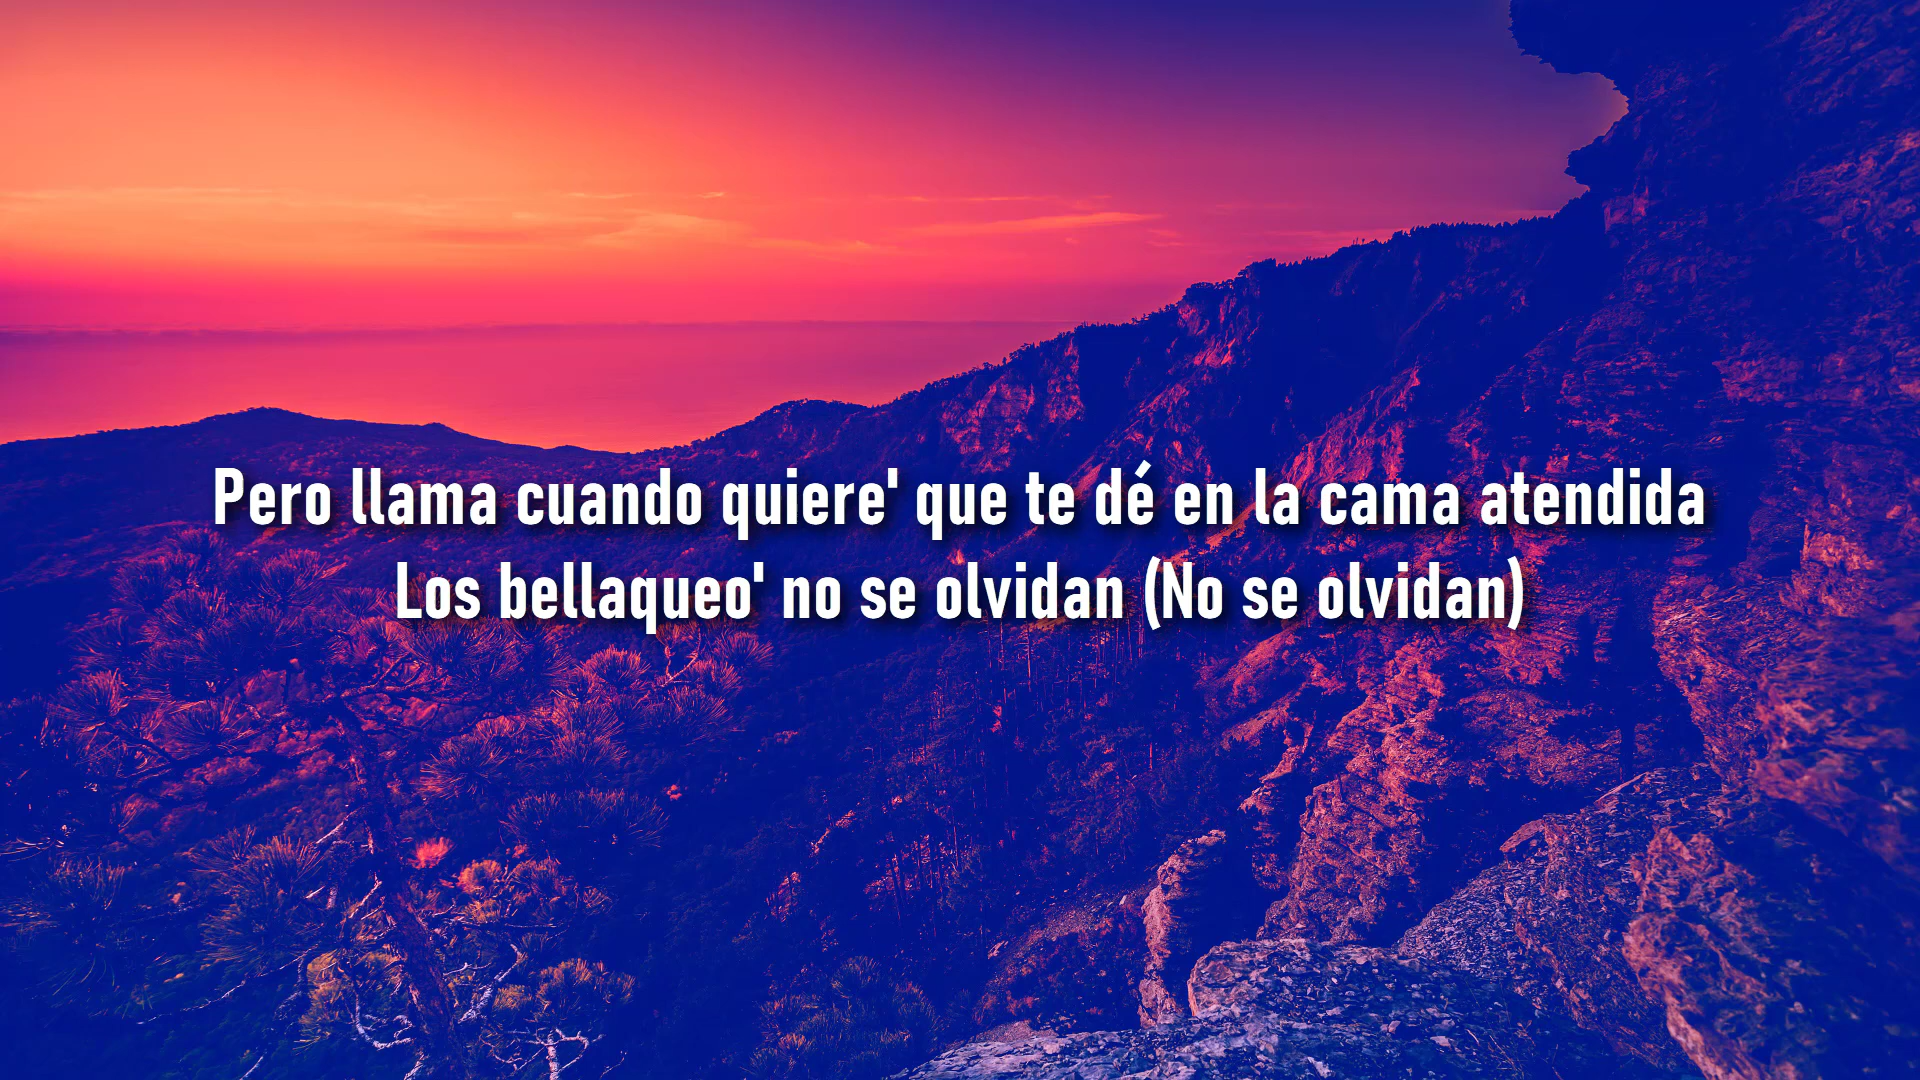 Pero llama cuando quiere' que te dé en la cama atendida
Los bellaqueo' no se olvidan (No se olvidan)